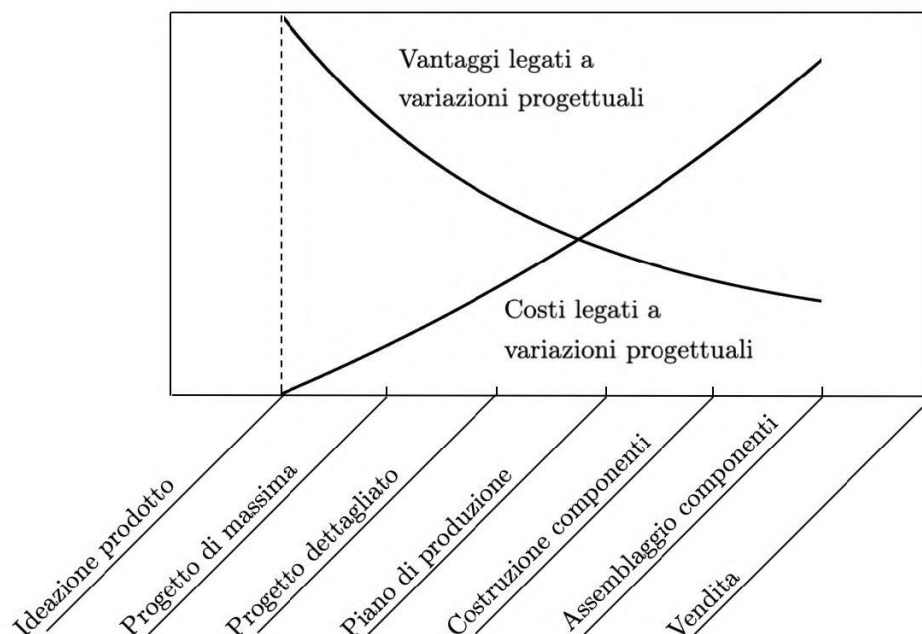 Vantaggi legati a
variazioni progettuali
Costi legati a
variazioni progettuali
Ideazione prodotto
Progetto di massima
Progetto dettagliato
Piano di produzione
Costruzione componenti
Assemblaggio componenti
Vendita